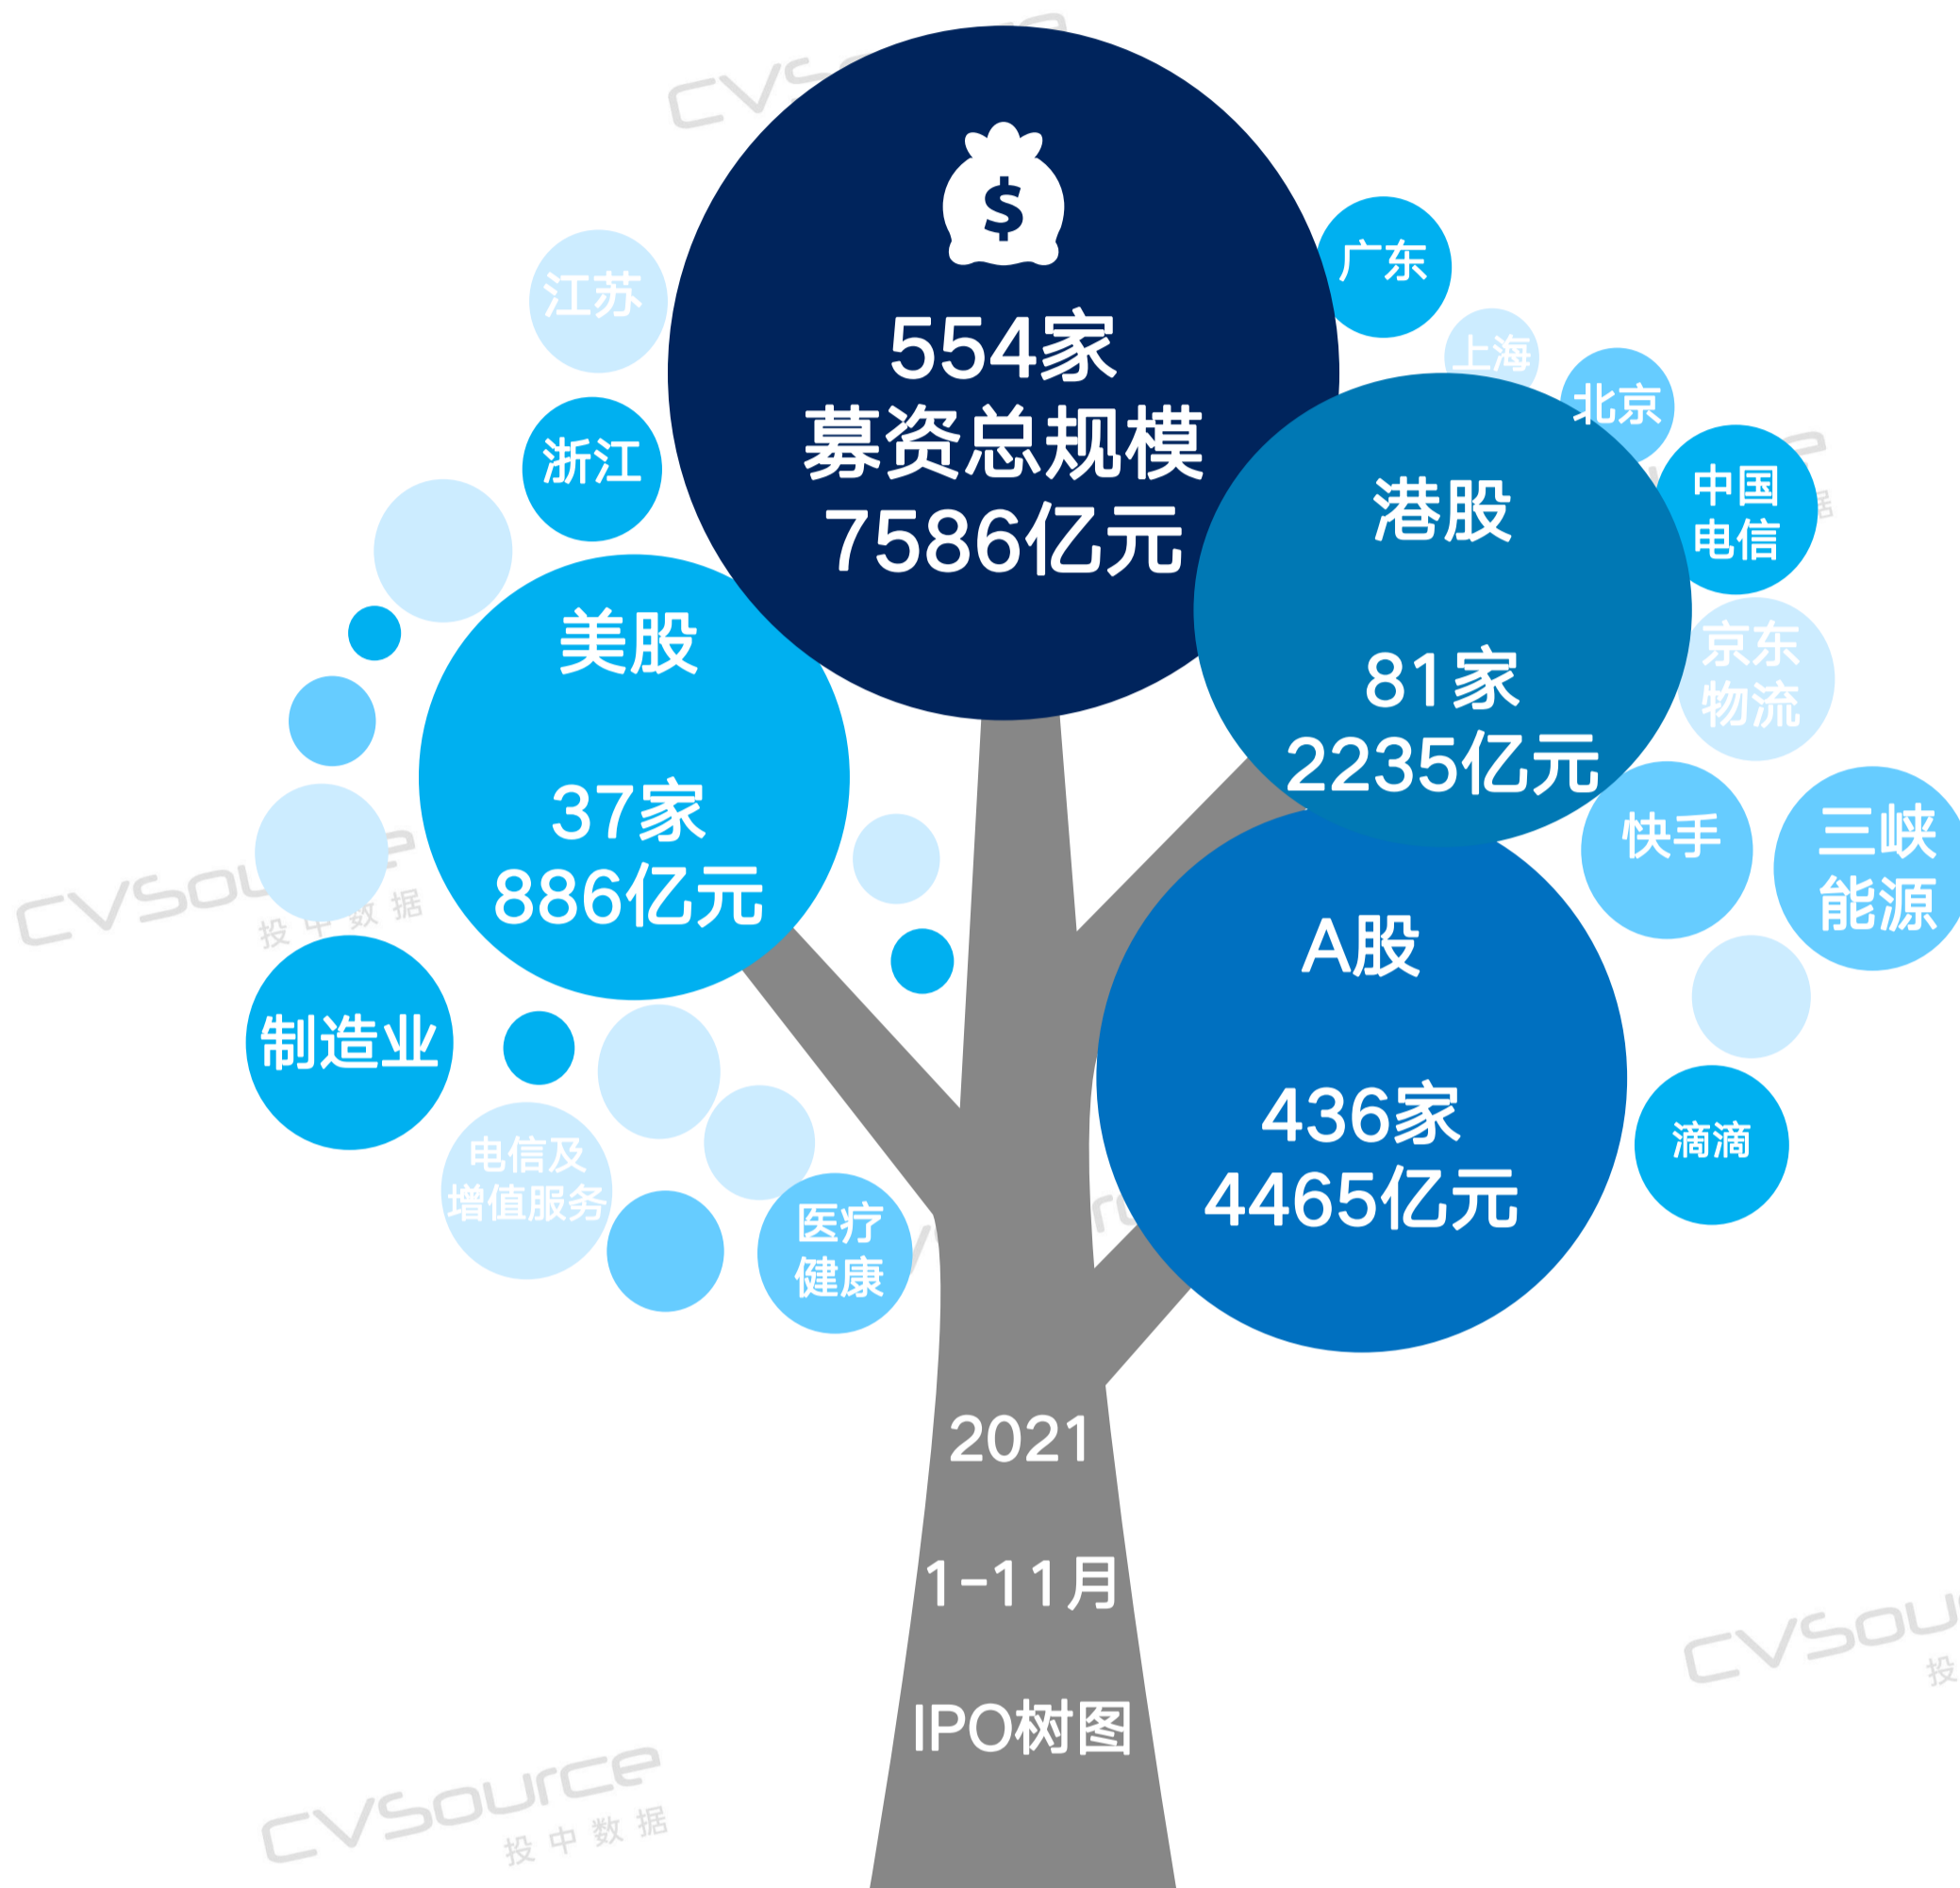 554家
募资总规模
7586亿元
广东
上海
北京
江苏
浙江
中国
电信
港股
81家
2235亿元
京东
物流
美股
37家
886亿元
快手
三峡
能源
A股
436家
4465亿元
制造业
电信及
增值服务
医疗
健康
滴滴
2021
1-11月
IPO树图
CVSource
投中数据
CVSource
投中数据